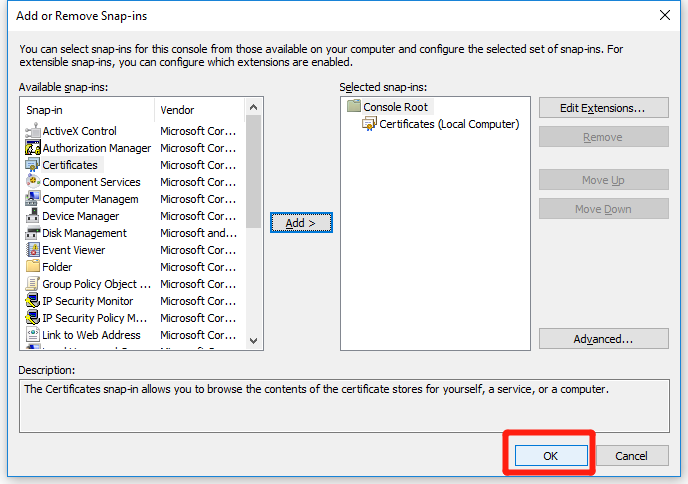 Add or Remove Snap-ins
You can select snap-ins for this console from those available on your computer and configure the selected set of snap-ins. For
extensible snap-ins, you can configure which extensions are enabled.
Available snap-ins:
Snap-in Vendor
ActiveX Control Microsoft Cor...
Authorization Manager Microsoft Cor...
Certificates Microsoft Cor...
Component Services Microsoft Cor...
Computer Managem Microsoft Cor...
Device Manager Microsoft Cor...
Disk Management Microsoft and...
Event Viewer Microsoft Cor...
Folder Microsoft Cor...
Group Policy Object ... Microsoft Cor...
IP Security Monitor Microsoft Cor...
IP Security Policy M... Microsoft Cor...
Link to Web Address Microsoft Cor...
Add >
Selected snap-ins:
Console Root
Certificates (Local Computer)
Edit Extensions...
Remove
Move Up
Move Down
Advanced...
Description:
The Certificates snap-in allows you to browse the contents of the certificate stores for yourself, a service, or a computer.
OK
Cancel